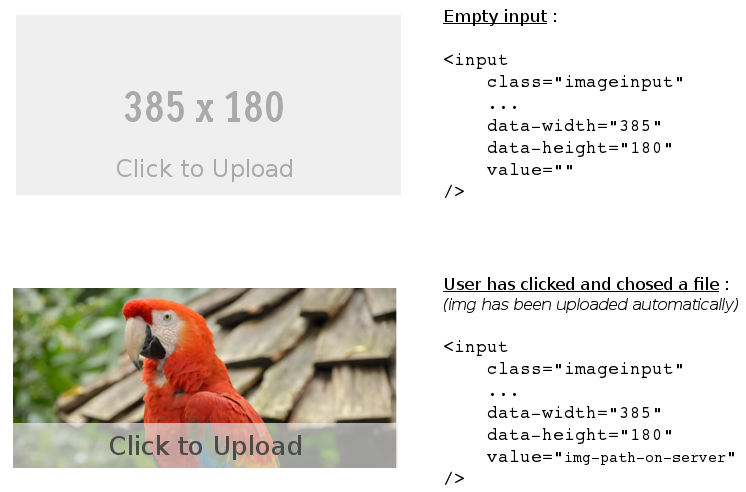 385 x 180
Click to Upload
Empty input :
<input
class="imageinput"
...
data-width="385"
data-height="180"
value=""
/>
Click to Upload
User has clicked and chosed a file :
(img has been uploaded automatically)
<input
class="imageinput"
...
data-width="385"
data-height="180"
value="img-path-on-server"
/>